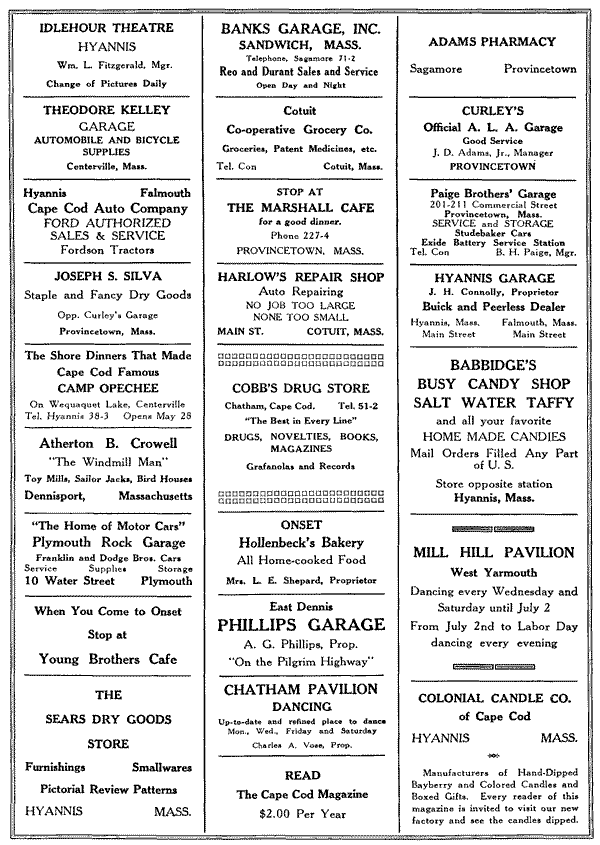 IDLEHOUR THEATRE
HYANNIS
Wm. L. Fitzgerald, Mgr.
Change of Pictures Daily
THEODORE KELLEY
GARAGE
AUTOMOBILE AND BICYCLE
SUPPLIES
Centerville, Mass.
Hyannis Falmouth
Cape Cod Auto Company
FORD AUTHORIZED
SALES & SERVICE
Fordson Tractors
JOSEPH S. SILVA
Staple and Fancy Dry Goods
Opp. Curley's Garage
Provincetown, Mass.
The Shore Dinners That Made
Cape Cod Famous
CAMP OPECHEE
On Wequaquet Lake, Centerville
Tel. Hyannis 38-3 Opens May 28
Atherton B. Crowell
"The Windmill Man"
Toy Mills, Sailor Jacks, Bird Houses
Dennisport, Massachusetts
"The Home of Motor Cars"
Plymouth Rock Garage
Franklin and Dodge Bros. Cars
Service Supplies Storage
10 Water Street Plymouth
When You Come to Onset
Stop at
Young Brothers Cafe
THE
SEARS DRY GOODS
STORE
Furnishings Smallwares
Pictorial Review Patterns
HYANNIS MASS.
BANKS GARAGE, INC.
SANDWICH, MASS.
Telephone, Sagamore 71-2
Reo and Durant Sales and Service
Open Day and Night
Cotuit
Co-operative Grocery Co.
Groceries, Patent Medicines, etc.
Tel. Con Cotuit, Mass.
STOP AT
THE MARSHALL CAFE
for a good dinner.
Phone 227-4
PROVINCETOWN, MASS.
HARLOW'S REPAIR SHOP
Auto Repairing
NO JOB TOO LARGE
NONE TOO SMALL
MAIN ST. COTUIT, MASS.
COBB'S DRUG STORE
Chatham, Cape Cod. Tel. 51-2
"The Best in Every Line"
DRUGS, NOVELTIES, BOOKS,
MAGAZINES
Grafanolas and Records
ONSET
Hollenbeck's Bakery
All Home-cooked Food
Mrs. L. E. Shepard, Proprietor
East Dennis
PHILLIPS GARAGE
A. G. Phillips, Prop.
"On the Pilgrim Highway"
CHATHAM PAVILION
DANCING
Up-to-date and refined place to dance
Mon., Wed., Friday and Saturday
Charles A. Vose, Prop.
READ
The Cape Cod Magazine
$2.00 Per Year
ADAMS PHARMACY
Sagamore Provincetown
CURLEY'S
Official A. L. A. Garage
Good Service
J. D. Adams, Jr., Manager
PROVINCETOWN
Paige Brothers' Garage
201-211 Commercial Street
Provincetown, Mass.
SERVICE and STORAGE
Studebaker Cars
Exide Battery Service Station
Tel. Con B. H. Paige, Mgr.
HYANNIS GARAGE
J. H. Connolly, Proprietor
Buick and Peerless Dealer
Hyannis, Mass. Falmouth, Mass.
Main Street Main Street
BABBIDGE'S
BUSY CANDY SHOP
SALT WATER TAFFY
and all your favorite
HOME MADE CANDIES
Mail Orders Filled Any Part
of U. S.
Store opposite station
Hyannis, Mass.
MILL HILL PAVILION
West Yarmouth
Dancing every Wednesday and
Saturday until July 2
From July 2nd to Labor Day
dancing every evening
COLONIAL CANDLE CO.
of Cape Cod
HYANNIS MASS.
Manufacturers of Hand-Dipped
Bayberry and Colored Candles and
Boxed Gifts. Every reader of this
magazine is invited to visit our new
factory and see the candles dipped.